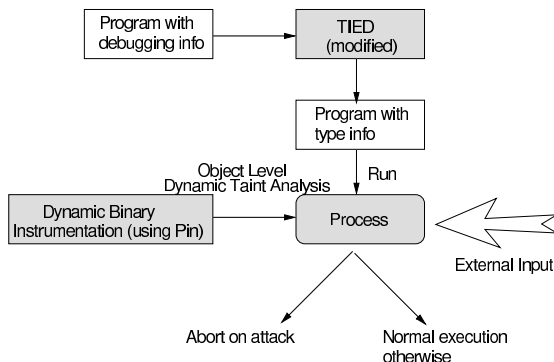 Program with
debugging info
TIED
(modified)
Program with
type info
Object Level
Dynamic Taint Analysis
Run
Dynamic Binary
Instrumentation (using Pin)
Process
External Input
Abort on attack
Normal execution
otherwise